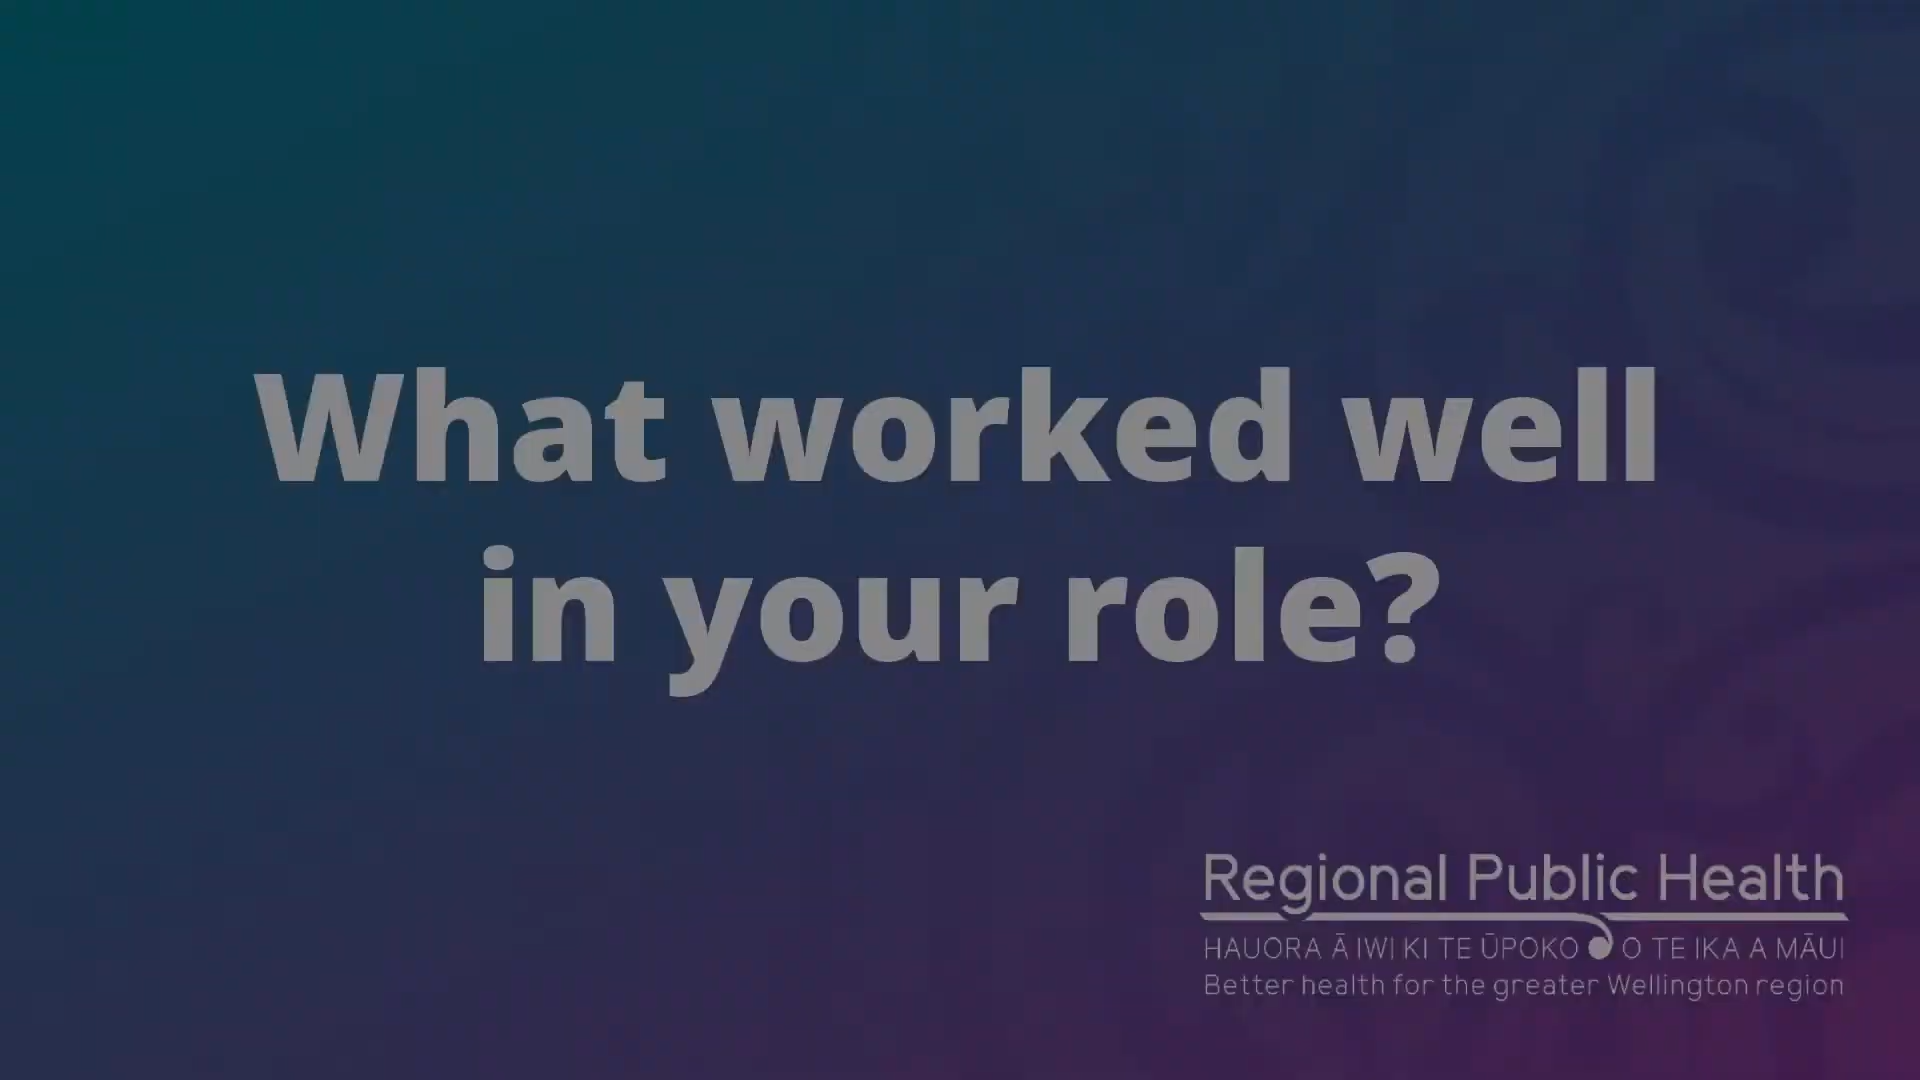 What worked well
in your role?
Regional Public Health
HAUORA Ā IWI KI TE ŪPOKO O TE IKA A MĀUI
Better health for the greater Wellington region